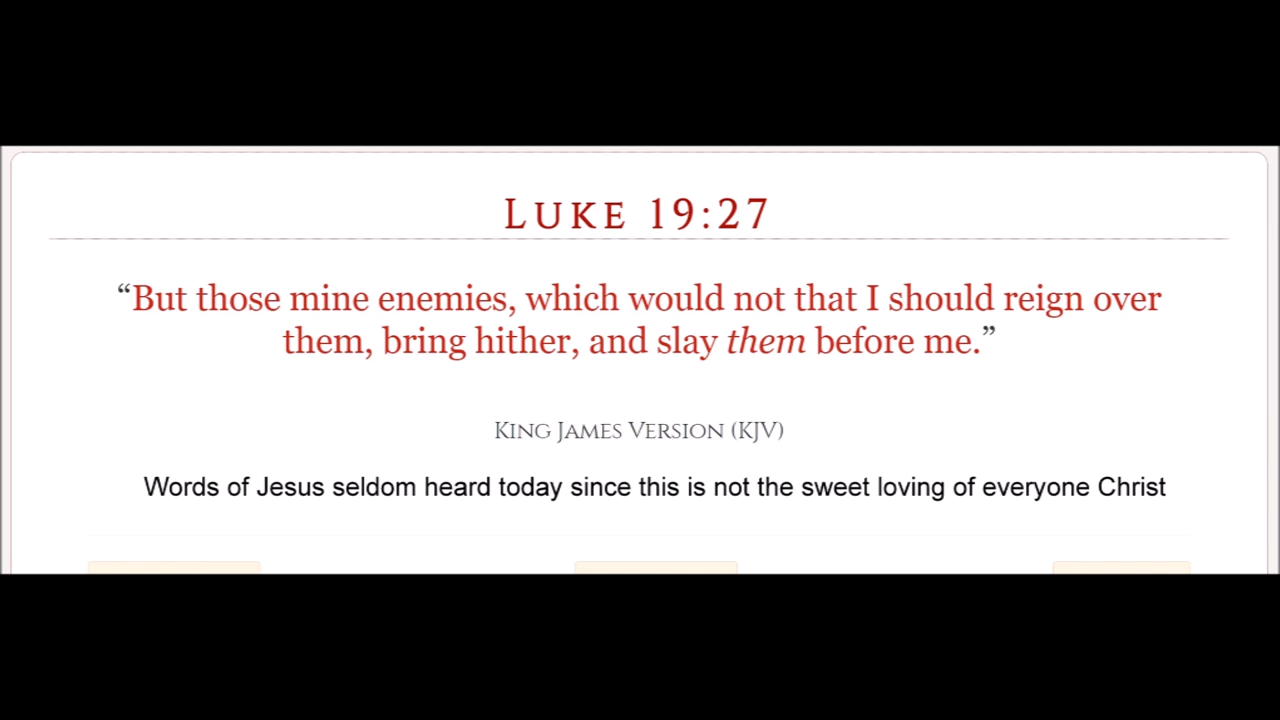 LUKE 19:27
“But those mine enemies, which would not that I should reign over
them, bring hither, and slay them before me.”
KING JAMES VERSION (KJV)
Words of Jesus seldom heard today since this is not the sweet loving of everyone Christ